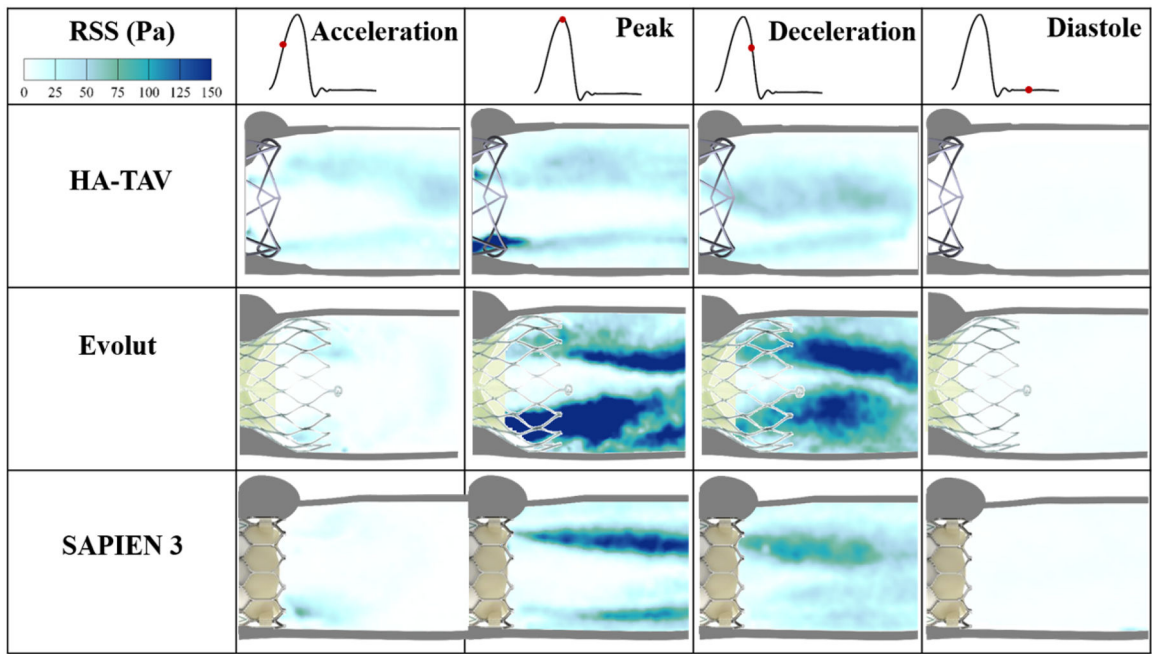 RSS (Pa)
0 25 50 75 100 125 150
Acceleration
Peak
Deceleration
Diastole
HA-TAV
Evolut
SAPIEN 3